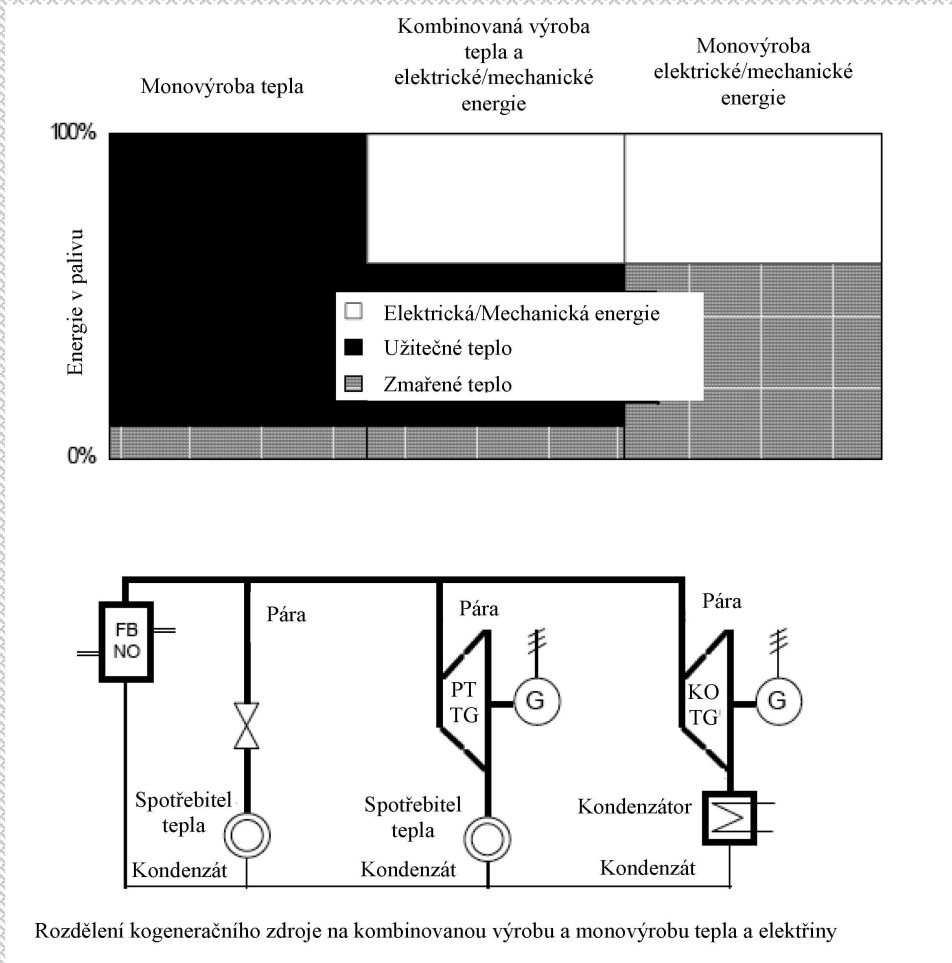 Monovýroba tepla
Kombinovaná výroba
tepla a
elektrické/mechanické
energie
Monovýroba
elektrické/mechanické
energie
100%
Energie v palivu
0%
Elektrická/Mechanická energie
Užitečné teplo
Zmařené teplo
FB
NO
Pára
Pára
Pára
PT
TG
G
KO
TG
G
Spotřebitel
tepla
Spotřebitel
tepla
Kondenzátor
Kondenzát
Kondenzát
Kondenzát
Rozdělení kogeneračního zdroje na kombinovanou výrobu a monovýrobu tepla a elektřiny